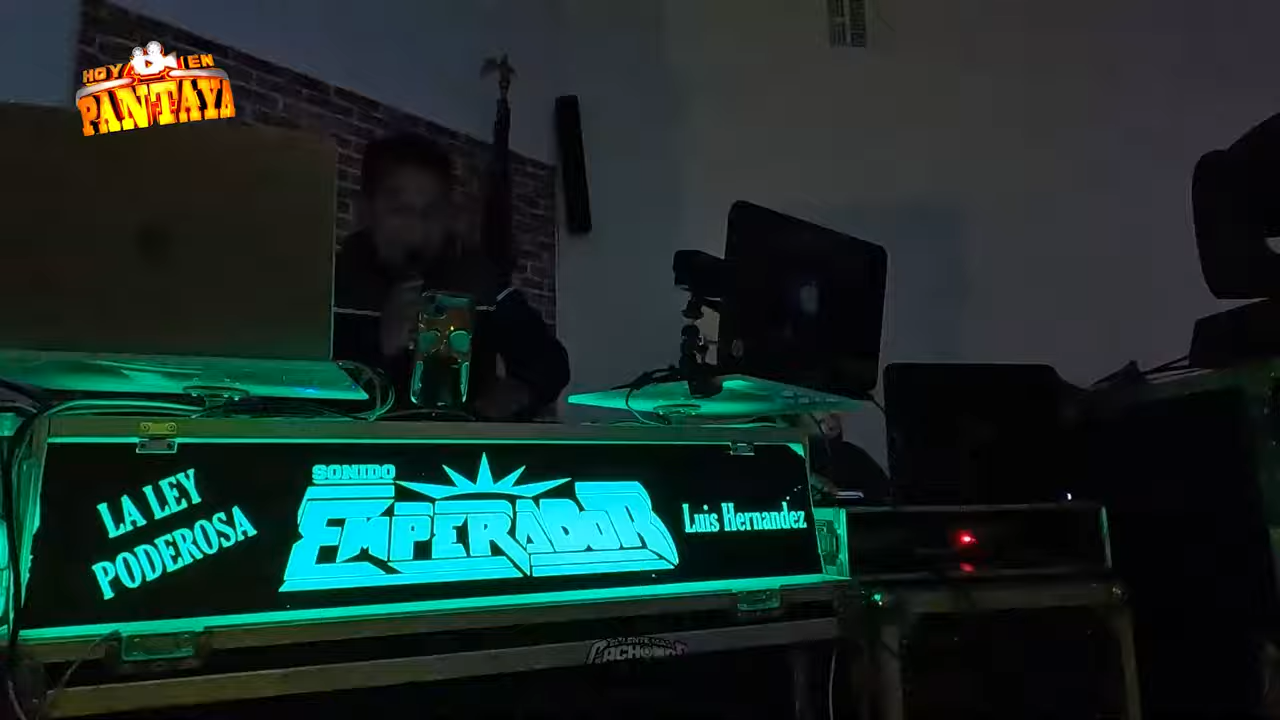 HOY EN
PANTAYA
LA LEY
PODEROSA
SONIDO
EMPERADOR
Luis Hernandez